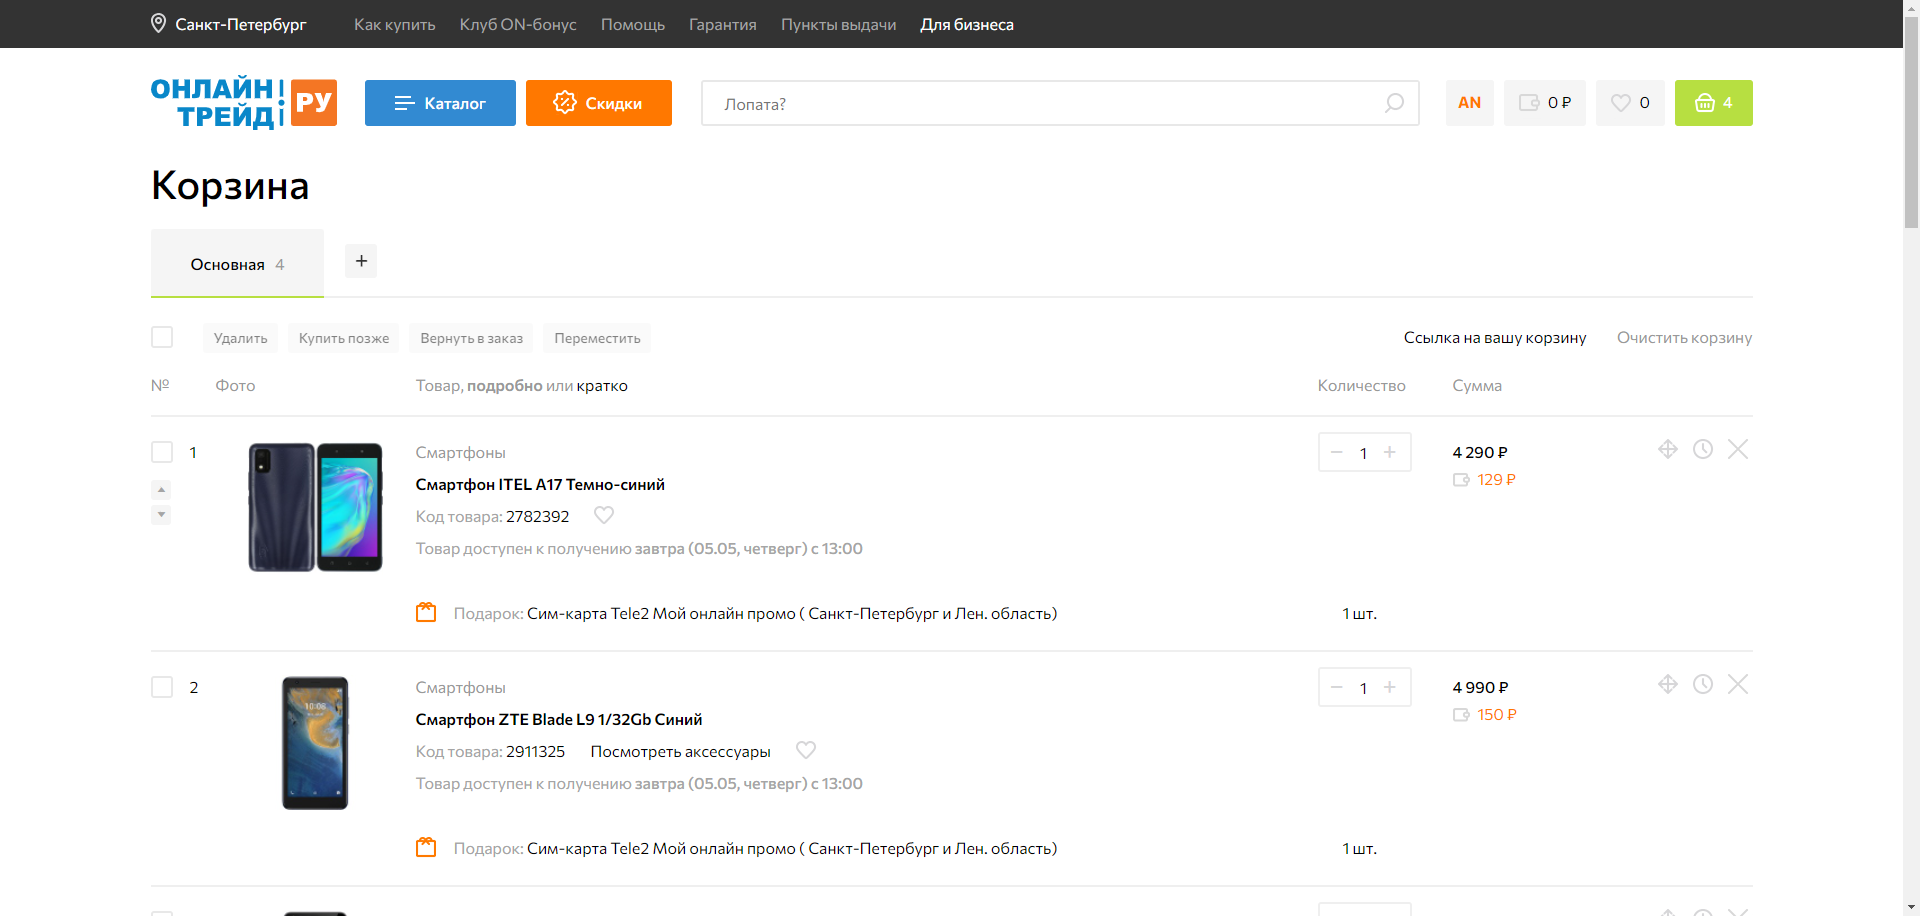 Санкт-Петербург Как купить Клуб ON-бонус Помощь Гарантия Пункты выдачи Для бизнеса
ОНЛАЙН ТРЕЙД РУ
Каталог Скидки Лопата? AN 0 ₽ 0 4
Корзина
Основная 4 +
Удалить Купить позже Вернуть в заказ Переместить Ссылка на вашу корзину Очистить корзину
№ Фото Товар, подробно или кратко Количество Сумма
1 Смартфоны − 1 + 4 290 ₽
129 ₽
Смартфон ITEL A17 Темно-синий
Код товара: 2782392
Товар доступен к получению завтра (05.05, четверг) с 13:00
Подарок: Сим-карта Tele2 Мой онлайн промо ( Санкт-Петербург и Лен. область) 1 шт.
2 Смартфоны − 1 + 4 990 ₽
150 ₽
Смартфон ZTE Blade L9 1/32Gb Синий
Код товара: 2911325 Посмотреть аксессуары
Товар доступен к получению завтра (05.05, четверг) с 13:00
10:08
Подарок: Сим-карта Tele2 Мой онлайн промо ( Санкт-Петербург и Лен. область) 1 шт.